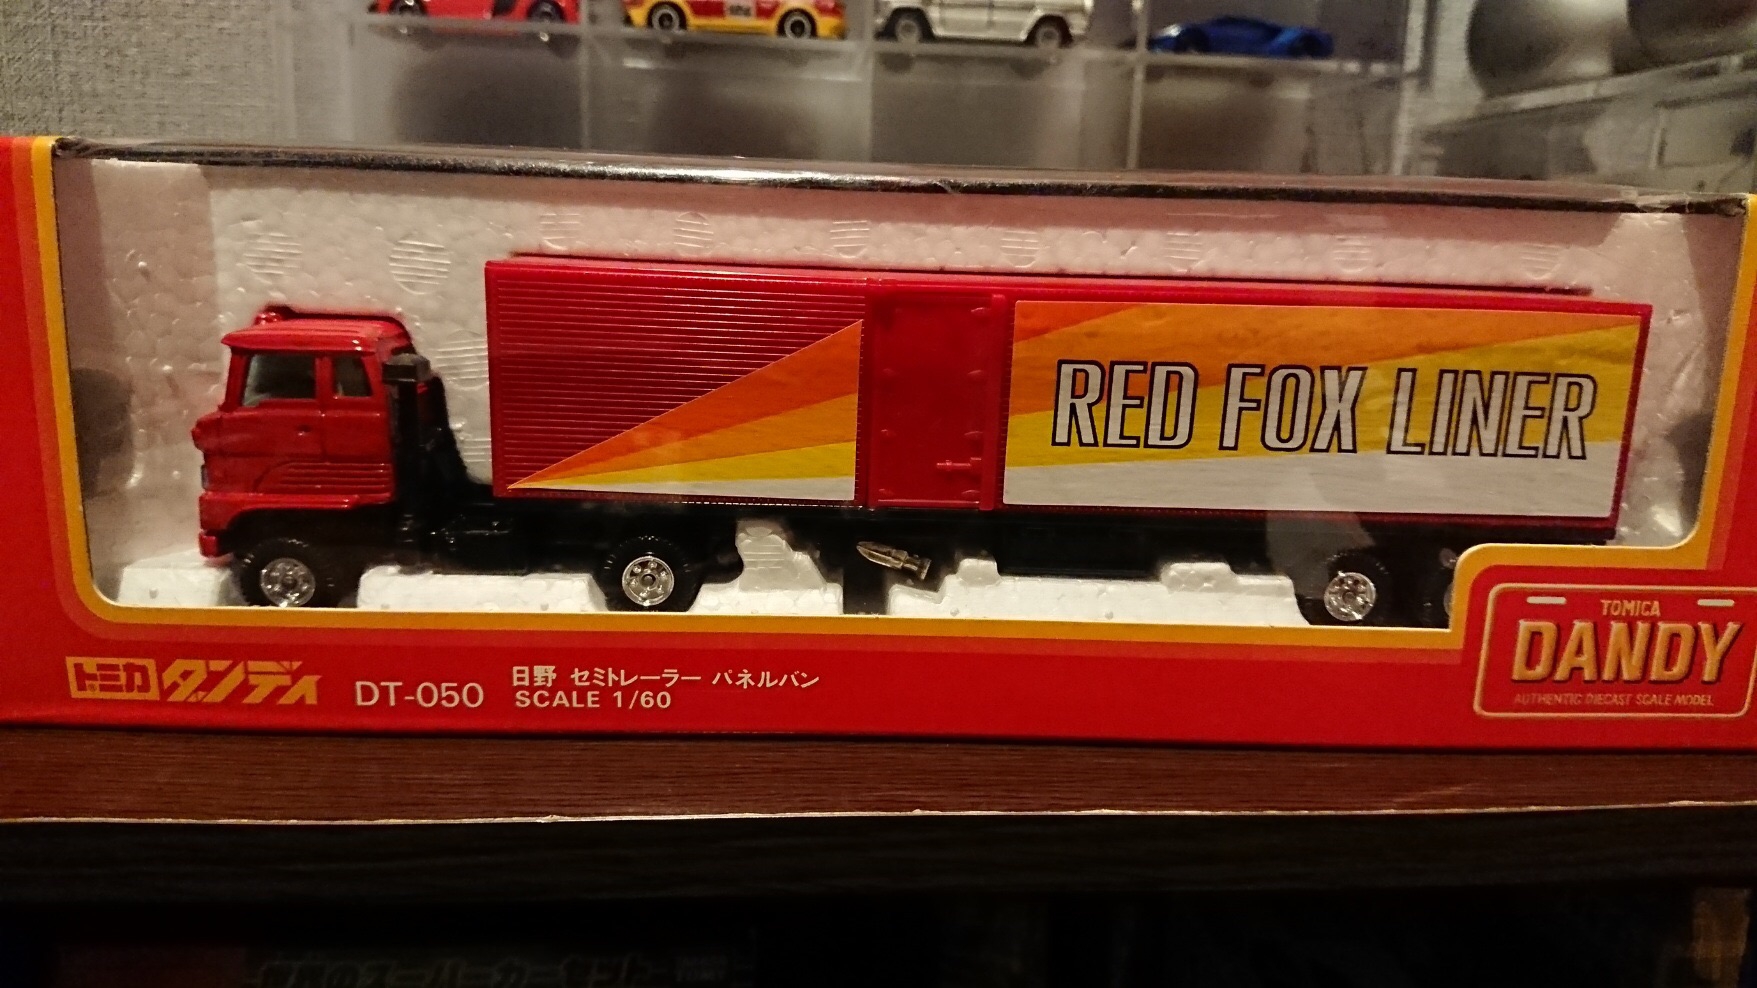 RED FOX LINER
トミカ ダンディ
DT-050
日野 セミトレーラー パネルバン
SCALE 1/60
TOMICA
DANDY
AUTHENTIC DIECAST SCALE MODEL